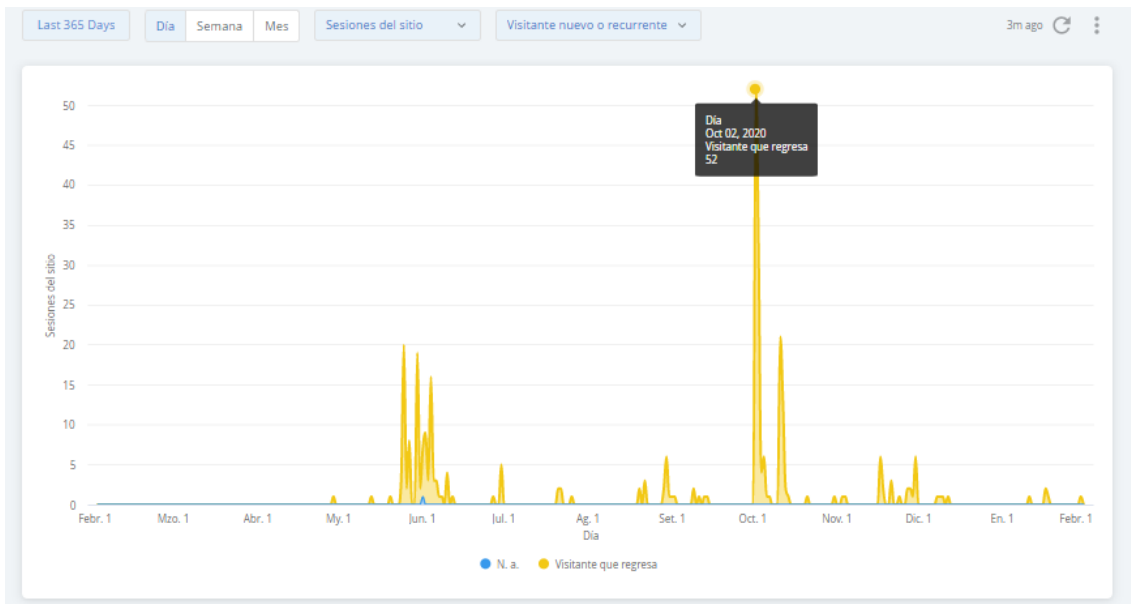 Last 365 Days
Día
Semana
Mes
Sesiones del sitio
Visitante nuevo o recurrente
3m ago
50
45
40
35
30
25
20
15
10
5
0
Sesiones del sitio
Día
Oct 02, 2020
Visitante que regresa
52
Febr. 1
Mzo. 1
Abr. 1
My. 1
Jun. 1
Jul. 1
Ag. 1
Set. 1
Oct. 1
Nov. 1
Dic. 1
En. 1
Febr. 1
Día
N. a.
Visitante que regresa